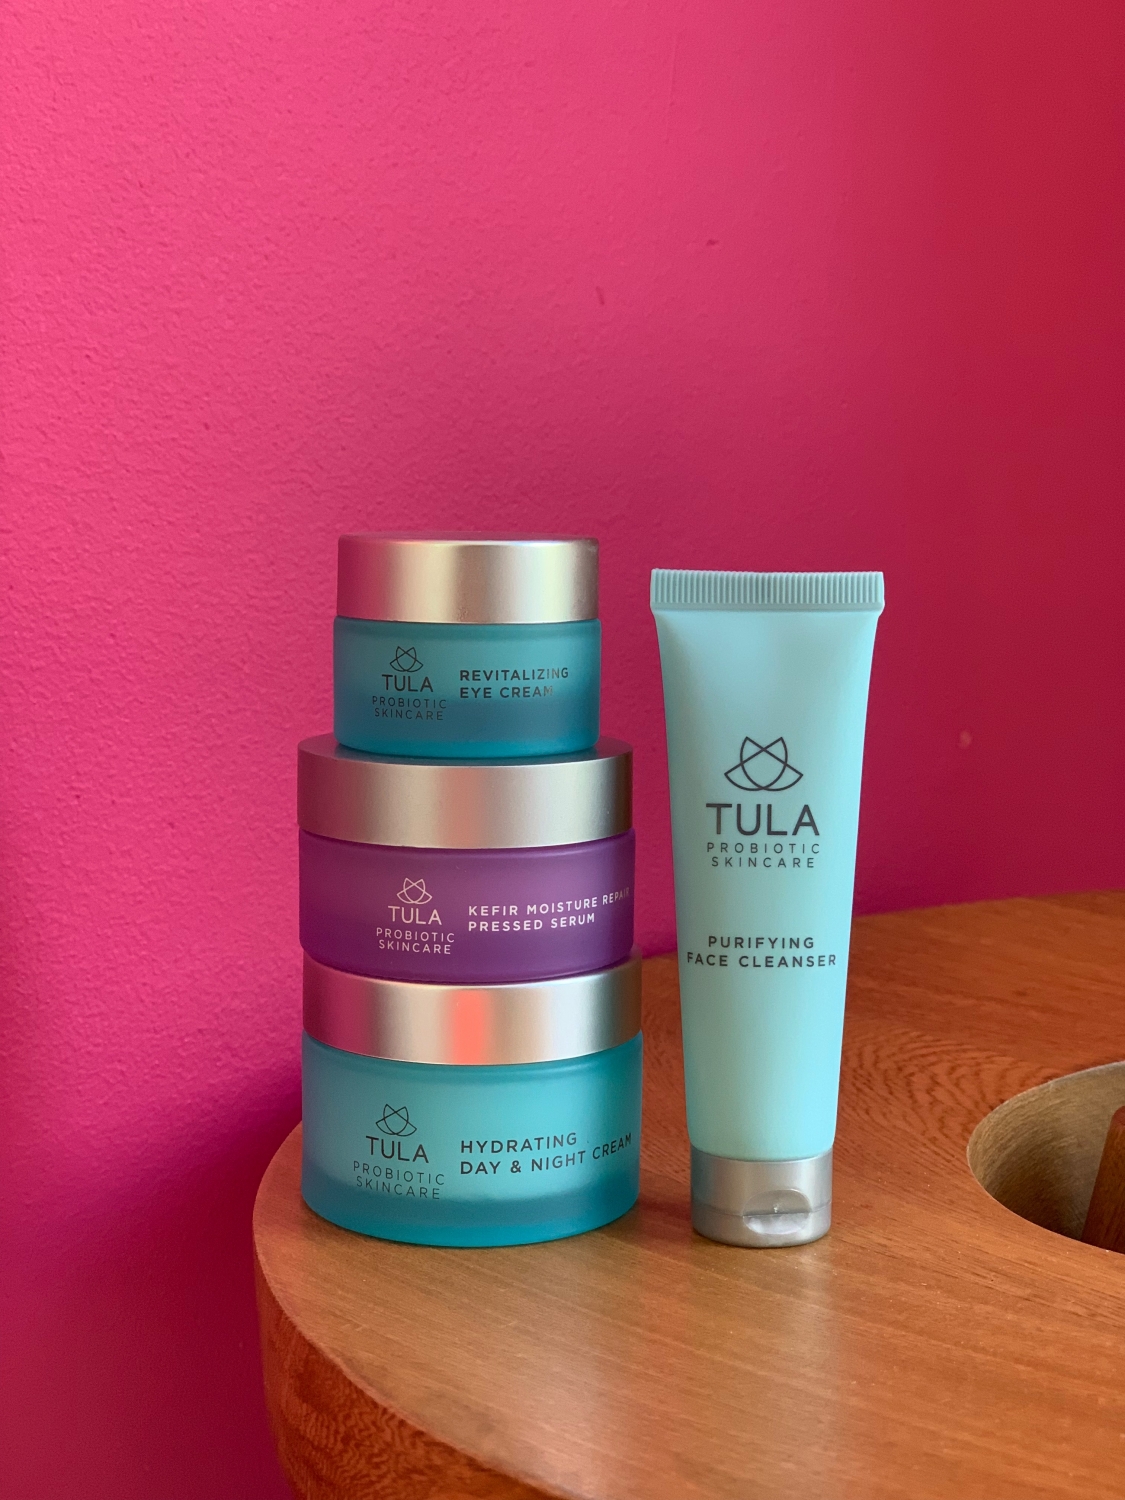 TULA
PROBIOTIC
SKINCARE
REVITALIZING
EYE CREAM
TULA
PROBIOTIC
SKINCARE
KEFIR MOISTURE REPAIR
PRESSED SERUM
TULA
PROBIOTIC
SKINCARE
HYDRATING
DAY & NIGHT CREAM
TULA
PROBIOTIC
SKINCARE
PURIFYING
FACE CLEANSER